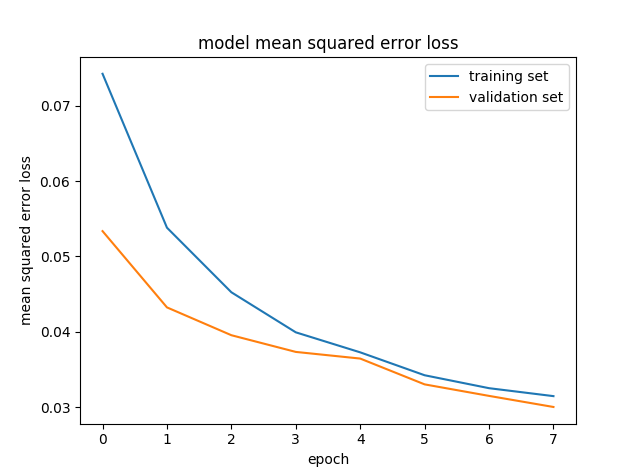 model mean squared error loss
training set
validation set
0.07
0.06
0.05
0.04
0.03
mean squared error loss
0 1 2 3 4 5 6 7
epoch